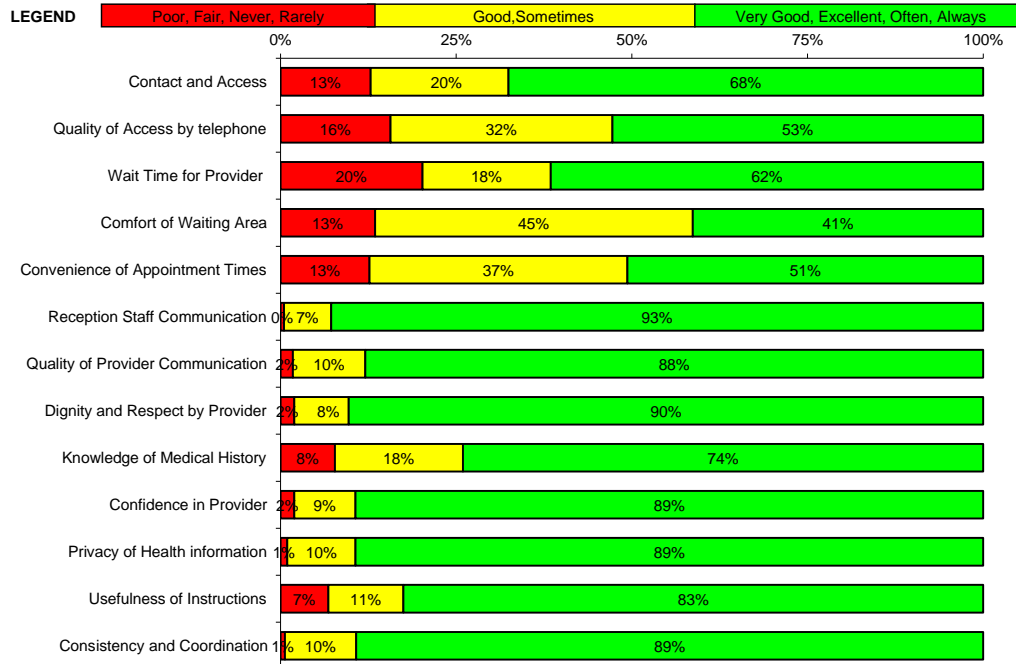 LEGEND Poor, Fair, Never, Rarely Good,Sometimes Very Good, Excellent, Often, Always
0% 25% 50% 75% 100%
Contact and Access 13% 20% 68%
Quality of Access by telephone 16% 32% 53%
Wait Time for Provider 20% 18% 62%
Comfort of Waiting Area 13% 45% 41%
Convenience of Appointment Times 13% 37% 51%
Reception Staff Communication 0% 7% 93%
Quality of Provider Communication 2% 10% 88%
Dignity and Respect by Provider 2% 8% 90%
Knowledge of Medical History 8% 18% 74%
Confidence in Provider 2% 9% 89%
Privacy of Health information 1% 10% 89%
Usefulness of Instructions 7% 11% 83%
Consistency and Coordination 1% 10% 89%